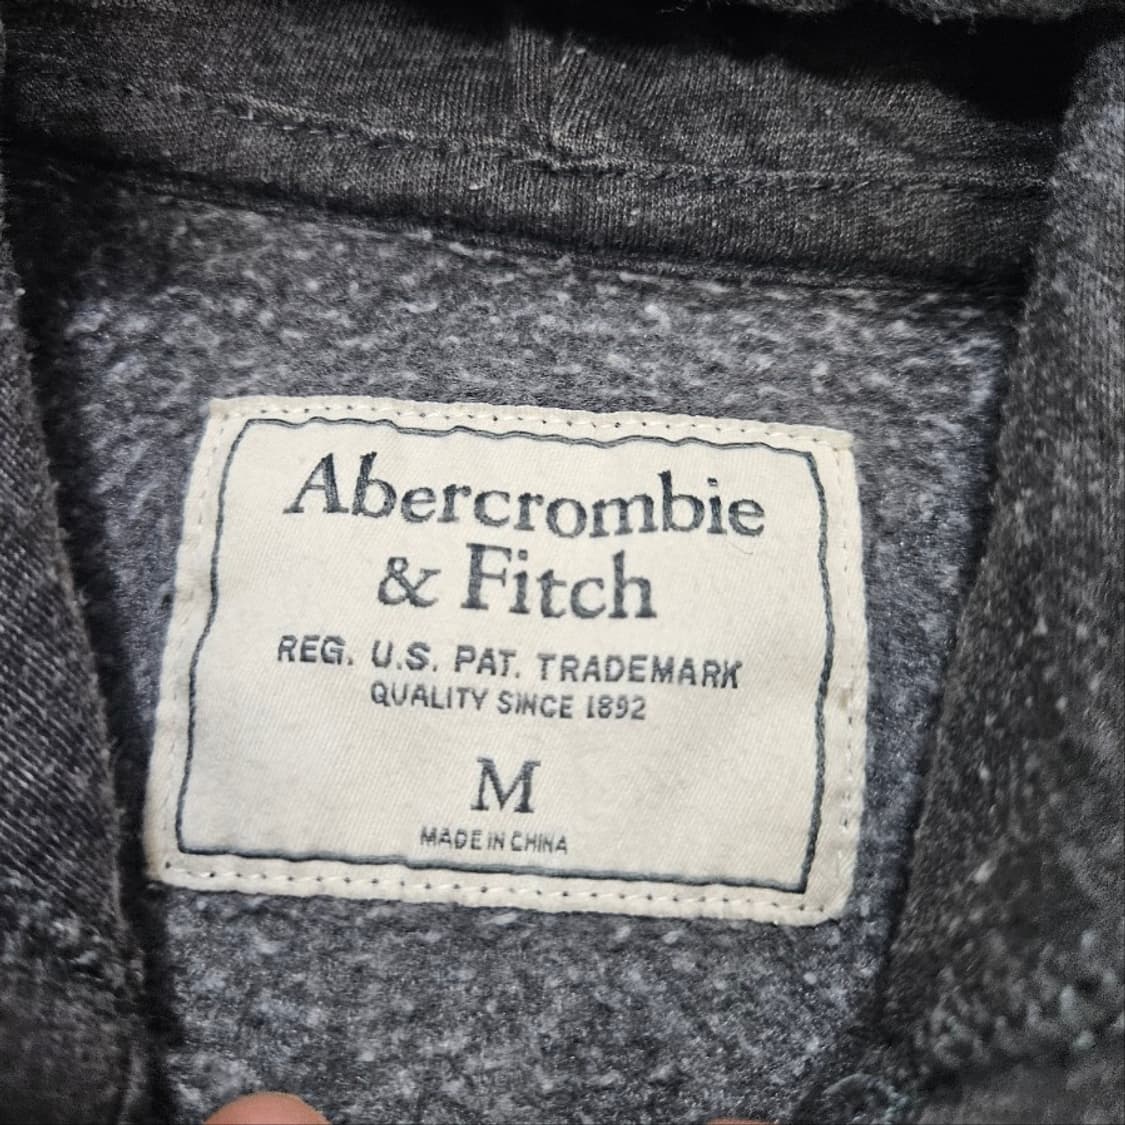 Abercrombie
& Fitch
REG. U.S. PAT. TRADEMARK
QUALITY SINCE 1892
M
MADE IN CHINA